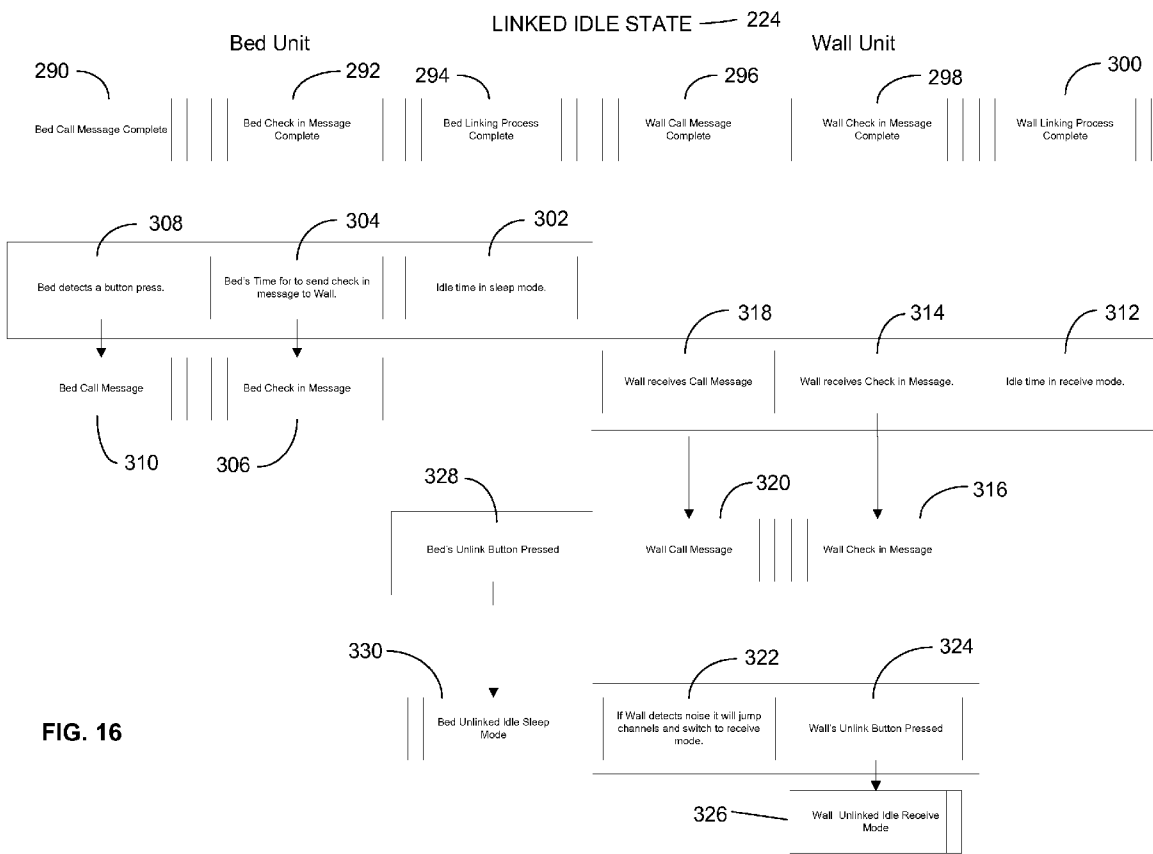 LINKED IDLE STATE 224
Bed Unit
Wall Unit
290
292
294
296
298
300
Bed Call Message Complete
Bed Check in Message
Complete
Bed Linking Process
Complete
Wall Call Message
Complete
Wall Check in Message
Complete
Wall Linking Process
Complete
308
304
302
Bed detects a button press.
Bed's Time for to send check in
message to Wall.
Idle time in sleep mode.
318
314
312
Bed Call Message
Bed Check in Message
Wall receives Call Message
Wall receives Check in Message.
Idle time in receive mode.
310
306
328
320
316
Bed's Unlink Button Pressed
Wall Call Message
Wall Check in Message
330
322
324
FIG. 16
Bed Unlinked Idle Sleep
Mode
If Wall detects noise it will jump
channels and switch to receive
mode.
Wall's Unlink Button Pressed
326
Wall Unlinked Idle Receive
Mode